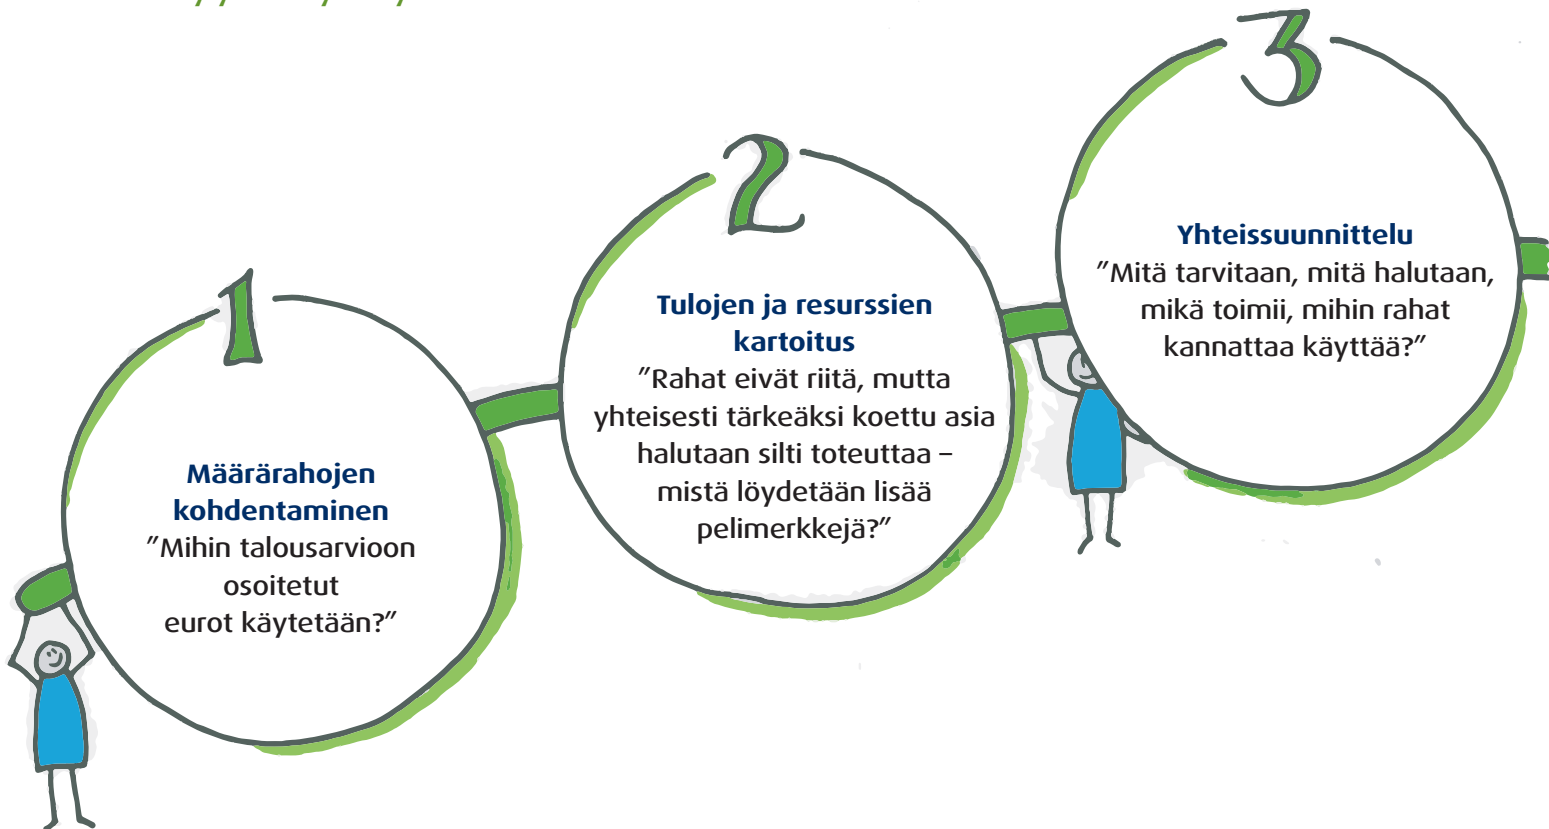 1
Määrärahojen
kohdentaminen
”Mihin talousarvioon
osoitetut
eurot käytetään?”
2
Tulojen ja resurssien
kartoitus
”Rahat eivät riitä, mutta
yhteisesti tärkeäksi koettu asia
halutaan silti toteuttaa –
mistä löydetään lisää
pelimerkkejä?”
3
Yhteissuunnittelu
”Mitä tarvitaan, mitä halutaan,
mikä toimii, mihin rahat
kannattaa käyttää?”